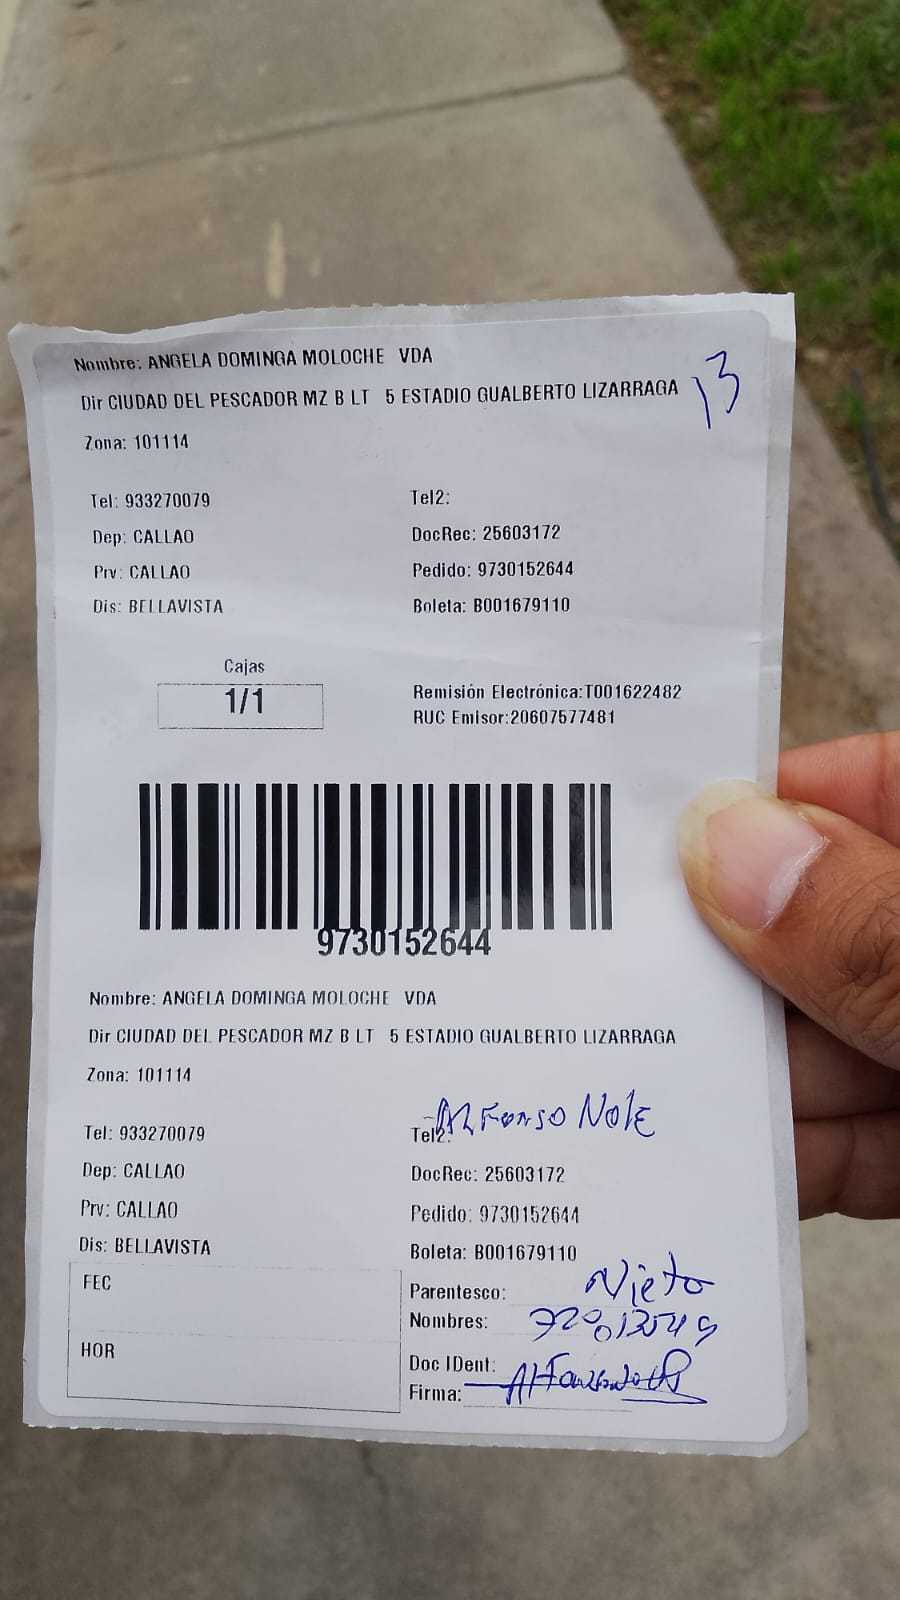 Nombre: ANGELA DOMINGA MOLOCHE VDA
Dir CIUDAD DEL PESCADOR MZ B LT 5 ESTADIO GUALBERTO LIZARRAGA
13
Zona: 101114
Tel: 933270079 Tel2:
Dep: CALLAO DocRec: 25603172
Prv: CALLAO Pedido: 9730152644
Dis: BELLAVISTA Boleta: B001679110
Cajas
1/1
Remisión Electrónica:T001622482
RUC Emisor:20607577481
9730152644
Nombre: ANGELA DOMINGA MOLOCHE VDA
Dir CIUDAD DEL PESCADOR MZ B LT 5 ESTADIO GUALBERTO LIZARRAGA
Zona: 101114
Alfonso Nole
Tel: 933270079 Tel2:
Dep: CALLAO DocRec: 25603172
Prv: CALLAO Pedido: 9730152644
Dis: BELLAVISTA Boleta: B001679110
FEC
Parentesco: Nieto
Nombres:
HOR
Doc IDent:
Firma: